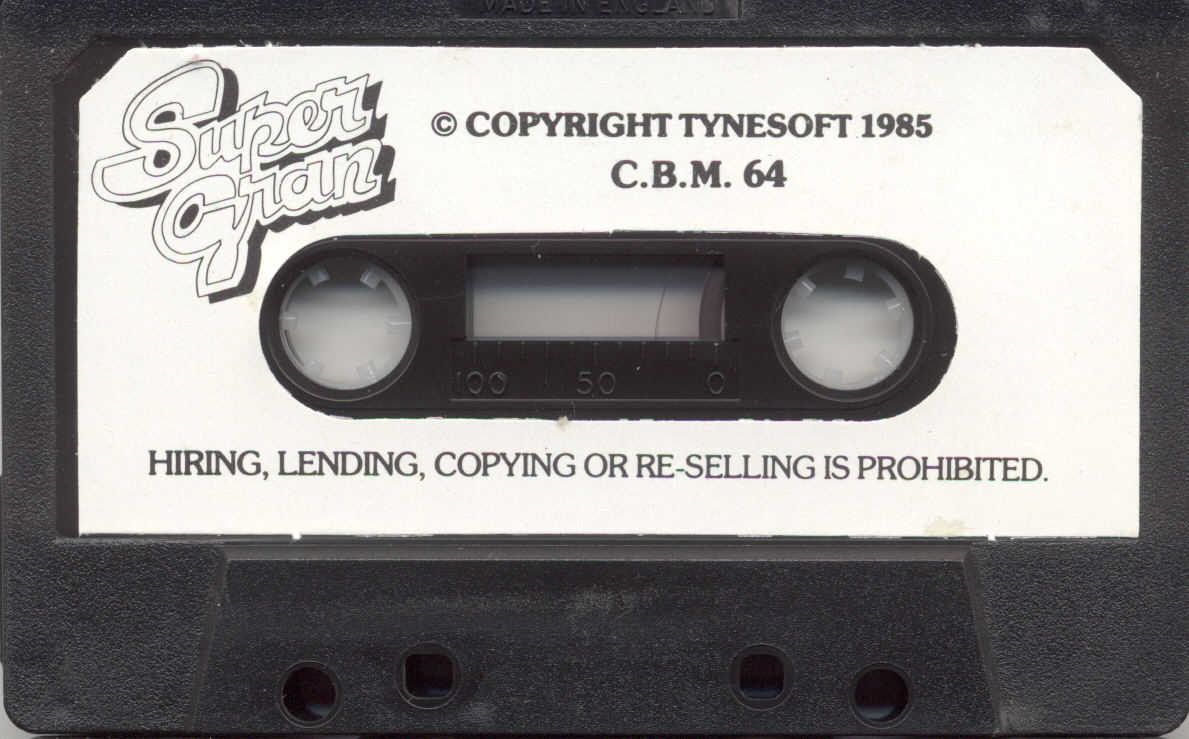 MADE IN ENGLAND
Super
Gran
© COPYRIGHT TYNESOFT 1985
C.B.M. 64
100 50 0
HIRING, LENDING, COPYING OR RE-SELLING IS PROHIBITED.